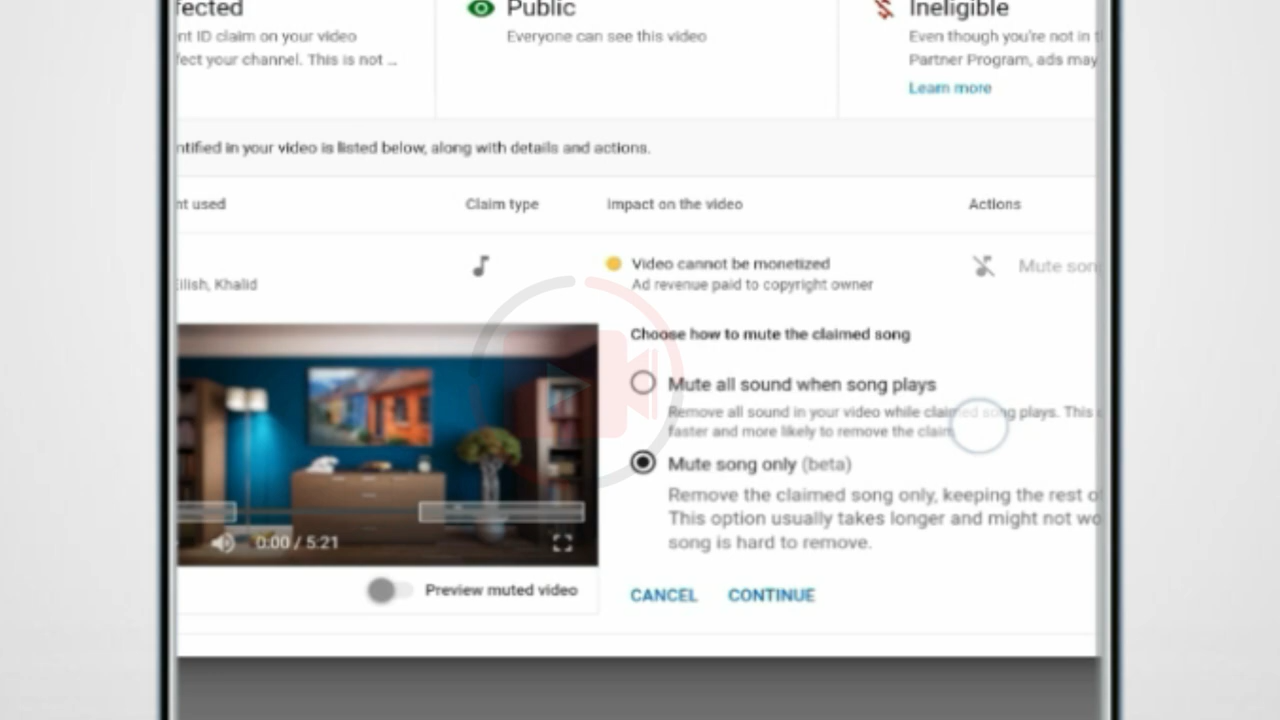 fected
Public
Ineligible
nt ID claim on your video
fect your channel. This is not ...
Everyone can see this video
Even though you're not in
Partner Program, ads may
Learn more
ntified in your video is listed below, along with details and actions.
nt used
Claim type
Impact on the video
Actions
Video cannot be monetized
Ad revenue paid to copyright owner
Mute son
Eilish, Khalid
Choose how to mute the claimed song
Mute all sound when song plays
Remove all sound in your video while claimed song plays. This
faster and more likely to remove the claim
Mute song only (beta)
Remove the claimed song only, keeping the rest o
This option usually takes longer and might not wo
song is hard to remove.
0:00 / 5:21
Preview muted video
CANCEL
CONTINUE